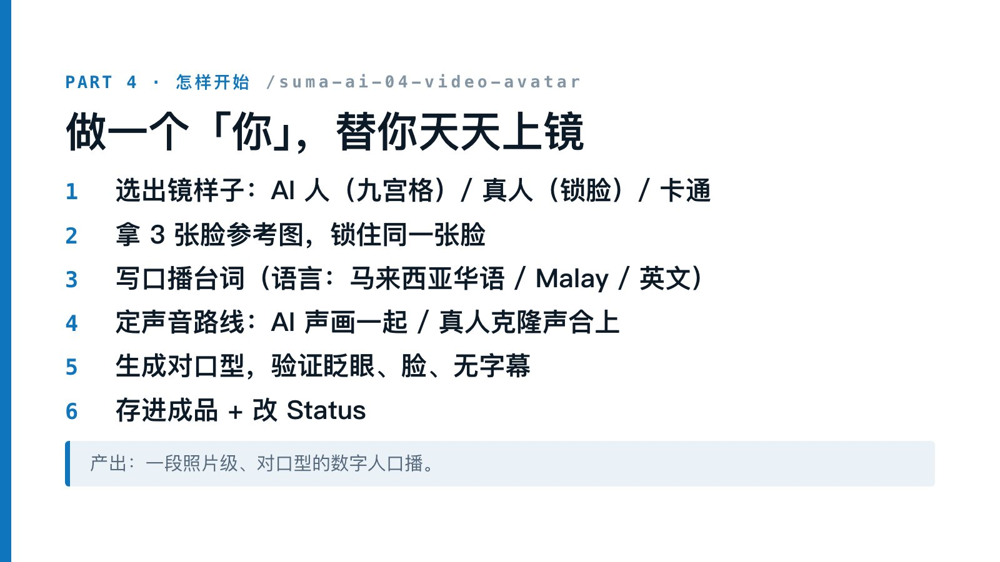 PART 4 · 怎样开始 /suma-ai-04-video-avatar
做一个「你」，替你天天上镜
1 选出镜样子：AI 人（九宫格）/ 真人（锁脸）/ 卡通
2 拿 3 张脸参考图，锁住同一张脸
3 写口播台词（语言：马来西亚华语 / Malay / 英文）
4 定声音路线：AI 声画一起 / 真人克隆声合上
5 生成对口型，验证眨眼、脸、无字幕
6 存进成品 + 改 Status
产出：一段照片级、对口型的数字人口播。